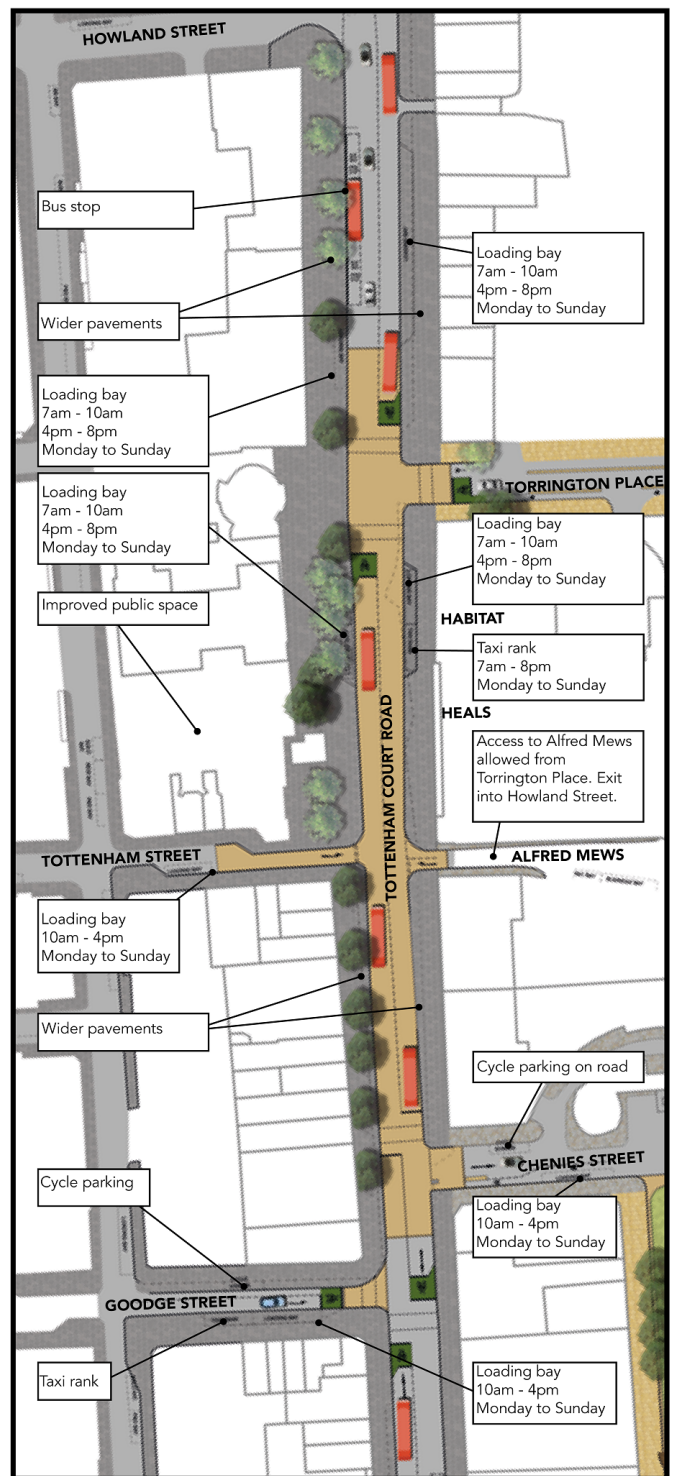 HOWLAND STREET
Bus stop
Loading bay
7am - 10am
4pm - 8pm
Monday to Sunday
Wider pavements
Loading bay
7am - 10am
4pm - 8pm
Monday to Sunday
TORRINGTON PLACE
Loading bay
7am - 10am
4pm - 8pm
Monday to Sunday
Loading bay
7am - 10am
4pm - 8pm
Monday to Sunday
Improved public space
HABITAT
Taxi rank
7am - 8pm
Monday to Sunday
HEALS
TOTTENHAM COURT ROAD
Access to Alfred Mews
allowed from
Torrington Place. Exit
into Howland Street.
TOTTENHAM STREET
ALFRED MEWS
Loading bay
10am - 4pm
Monday to Sunday
Wider pavements
Cycle parking on road
CHENIES STREET
Cycle parking
Loading bay
10am - 4pm
Monday to Sunday
GOODGE STREET
Taxi rank
Loading bay
10am - 4pm
Monday to Sunday